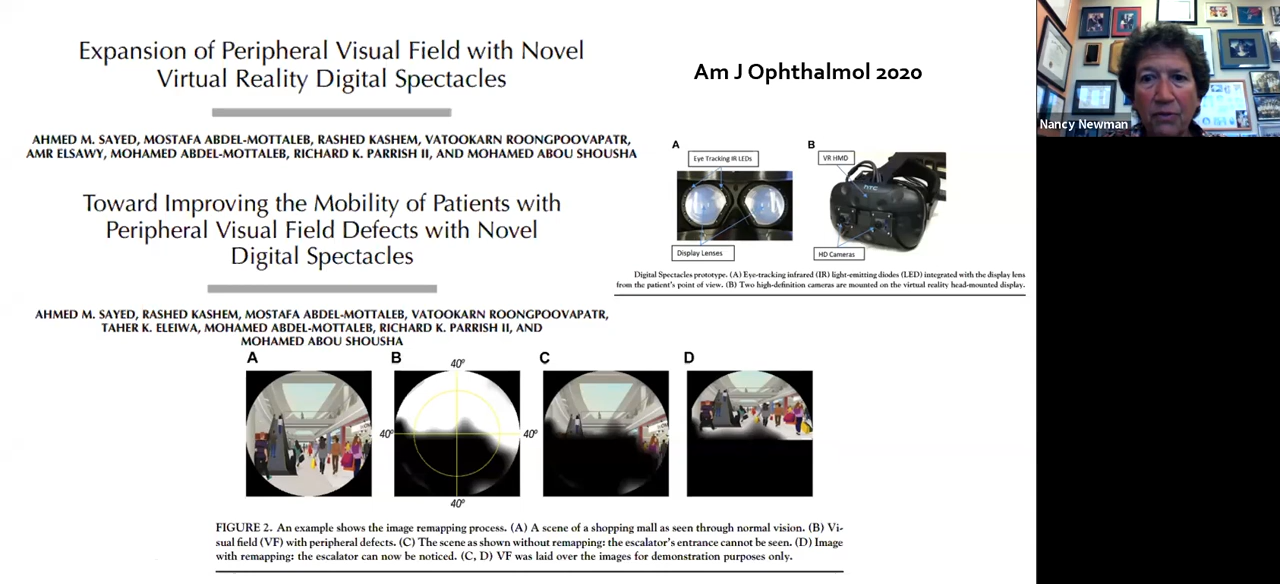 Expansion of Peripheral Visual Field with Novel
Virtual Reality Digital Spectacles
AHMED M. SAYED, MOSTAFA ABDEL-MOTTALEB, RASHED KASHEM, VATOOKARN ROONGPOOVAPATR,
AMR ELSAWY, MOHAMED ABDEL-MOTTALEB, RICHARD K. PARRISH II, AND MOHAMED ABOU SHOUSHA
Toward Improving the Mobility of Patients with
Peripheral Visual Field Defects with Novel
Digital Spectacles
AHMED M. SAYED, RASHED KASHEM, MOSTAFA ABDEL-MOTTALEB, VATOOKARN ROONGPOOVAPATR,
TAHER K. ELEIWA, MOHAMED ABDEL-MOTTALEB, RICHARD K. PARRISH II, AND
MOHAMED ABOU SHOUSHA
Am J Ophthalmol 2020
A
Eye Tracking IR LEDs
Display Lenses
B
VR HMD
hTC
HD Cameras
Digital Spectacles prototype. (A) Eye-tracking infrared (IR) light-emitting diodes (LED) integrated with the display lens
from the patient's point of view. (B) Two high-definition cameras are mounted on the virtual reality head-mounted display.
A
B
C
D
40º
40º
40º
40º
FIGURE 2. An example shows the image remapping process. (A) A scene of a shopping mall as seen through normal vision. (B) Vi-
sual field (VF) with peripheral defects. (C) The scene as shown without remapping: the escalator's entrance cannot be seen. (D) Image
with remapping: the escalator can now be noticed. (C, D) VF was laid over the images for demonstration purposes only.
Nancy Newman